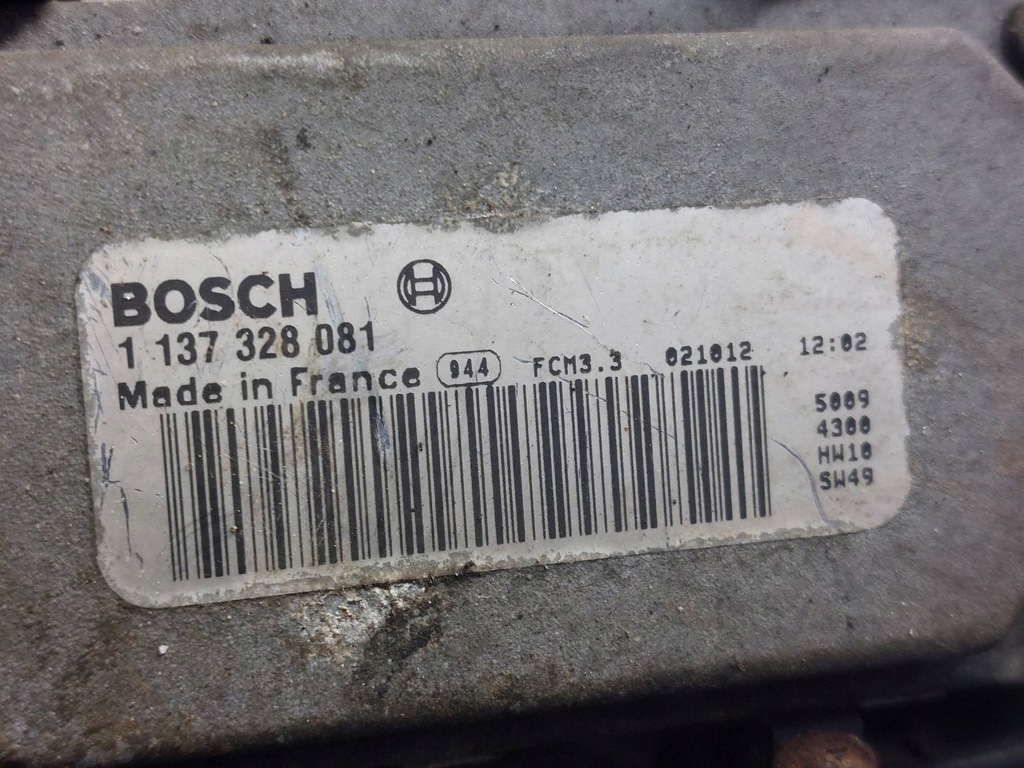 BOSCH
1 137 328 081
Made in France 944 FCM3.3 021012 12:02
5009
4300
HW10
SW49